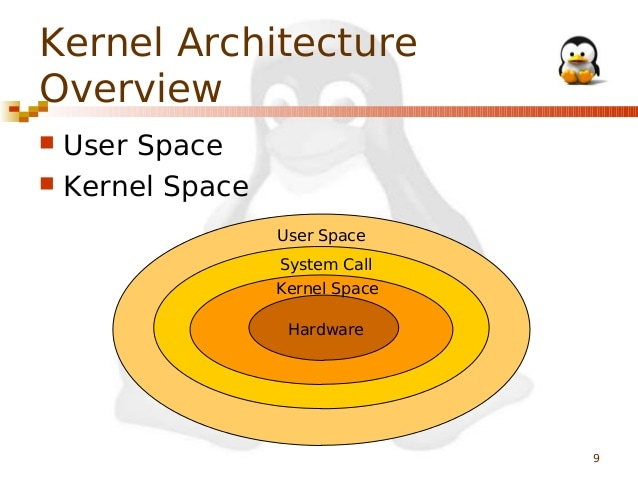 Kernel Architecture
Overview
User Space
Kernel Space
User Space
System Call
Kernel Space
Hardware
9